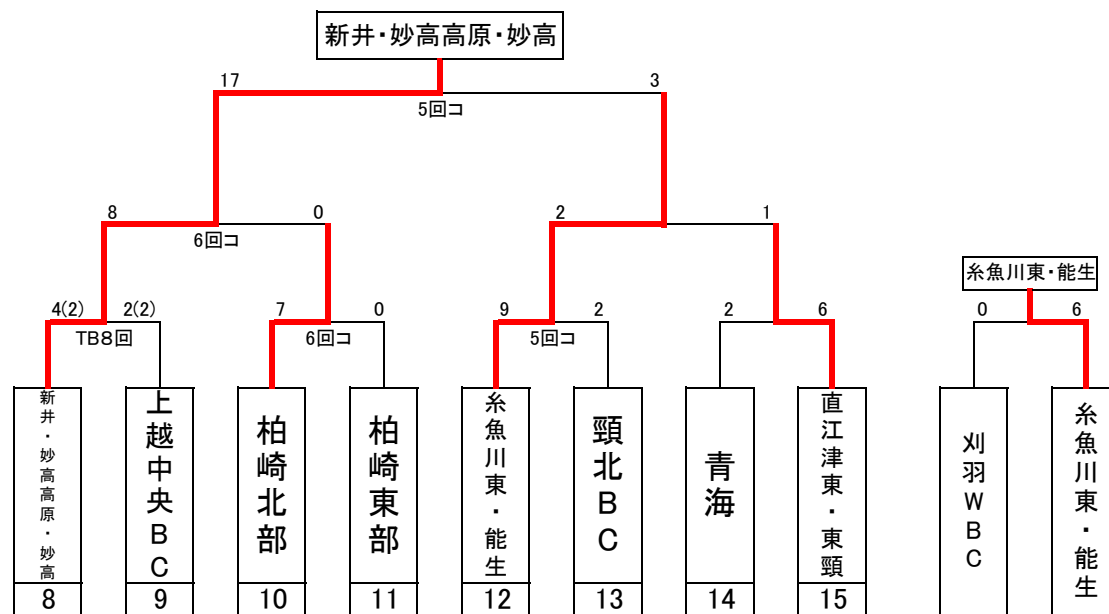 新井・妙高高原・妙高
17
3
5回コ
8
0
2
1
6回コ
糸魚川東・能生
4(2)
2(2)
7
0
9
2
2
6
0
6
TB8回
6回コ
5回コ
新井・妙高高原・妙高
上越中央BC
柏崎北部
柏崎東部
糸魚川東・能生
頸北BC
青海
直江津東・東頸
刈羽WBC
糸魚川東・能生
8
9
10
11
12
13
14
15